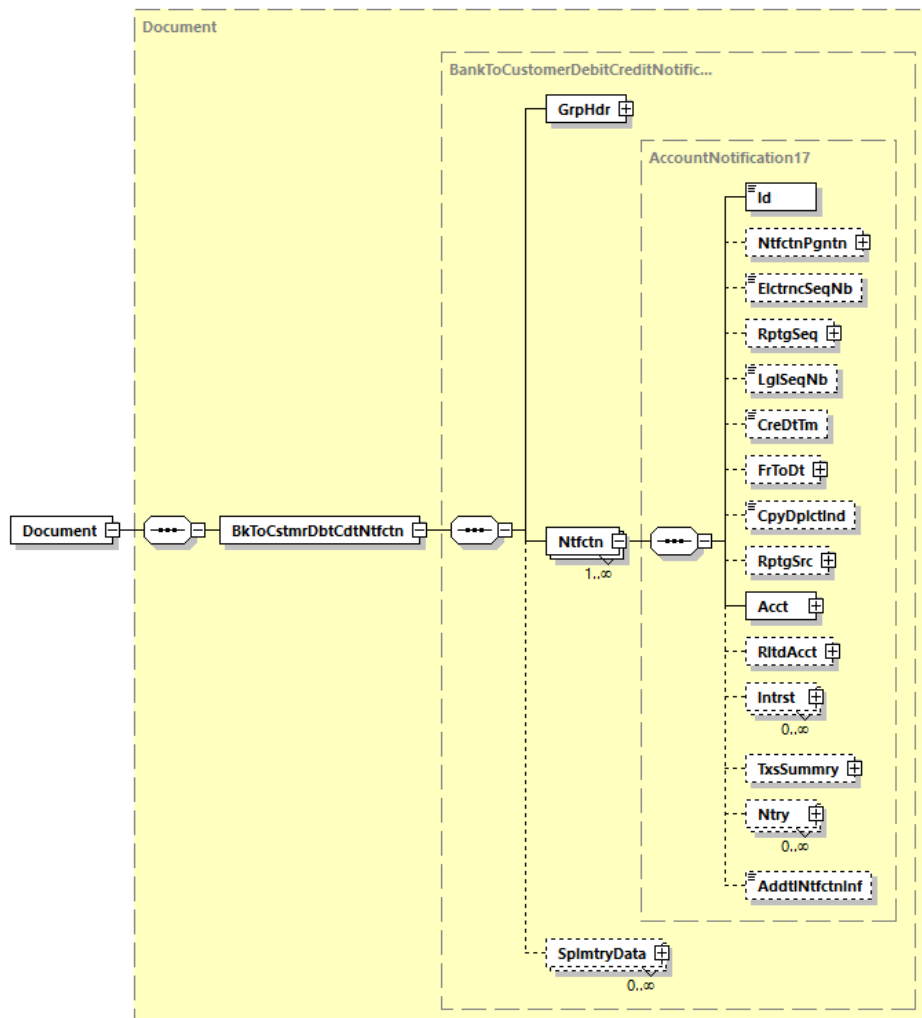 Document
BankToCustomerDebitCreditNotific...
GrpHdr
AccountNotification17
Id
NtfctnPgntn
ElctrncSeqNb
RptgSeq
LglSeqNb
CreDtTm
FrToDt
Document
BkToCstmrDbtCdtNtfctn
Ntfctn
1..∞
CpyDplctInd
RptgSrc
Acct
RltdAcct
Intrst
0..∞
TxsSummry
Ntry
0..∞
AddtlNtfctnInf
SplmtryData
0..∞